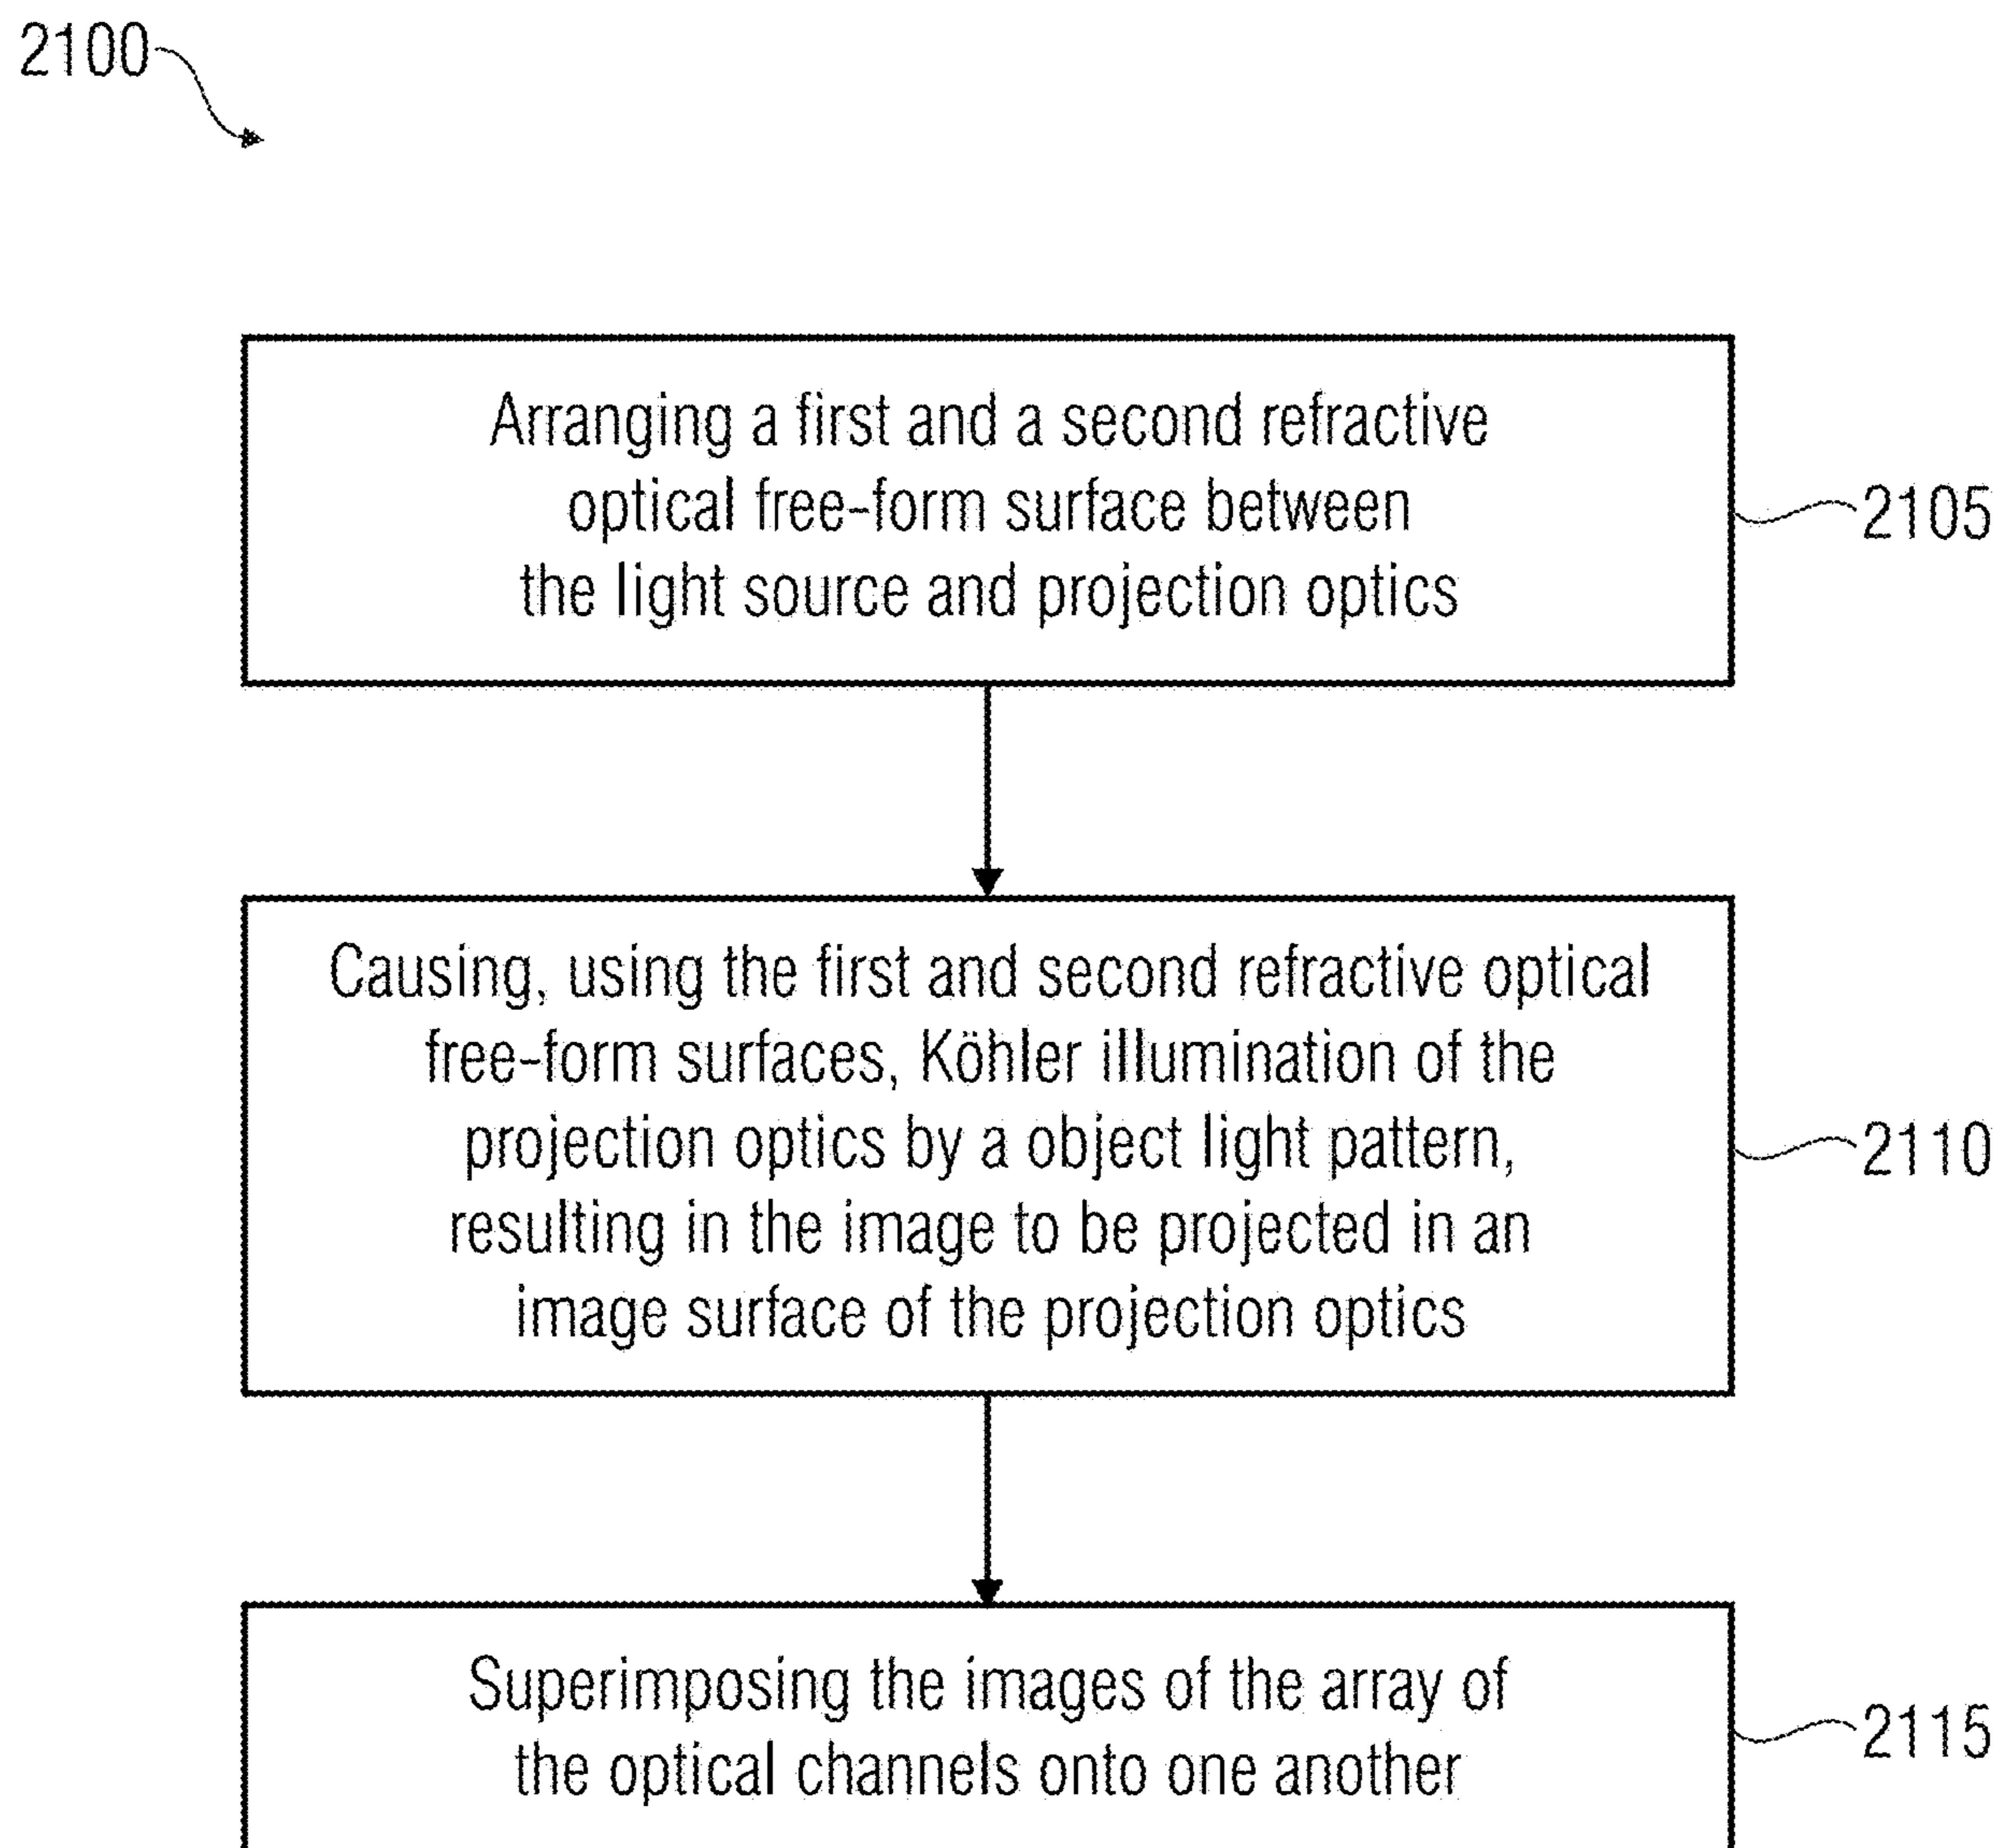 2100
Arranging a first and a second refractive
optical free-form surface between
the light source and projection optics
2105
Causing, using the first and second refractive optical
free-form surfaces, Köhler illumination of the
projection optics by a object light pattern,
resulting in the image to be projected in an
image surface of the projection optics
2110
Superimposing the images of the array of
the optical channels onto one another
2115